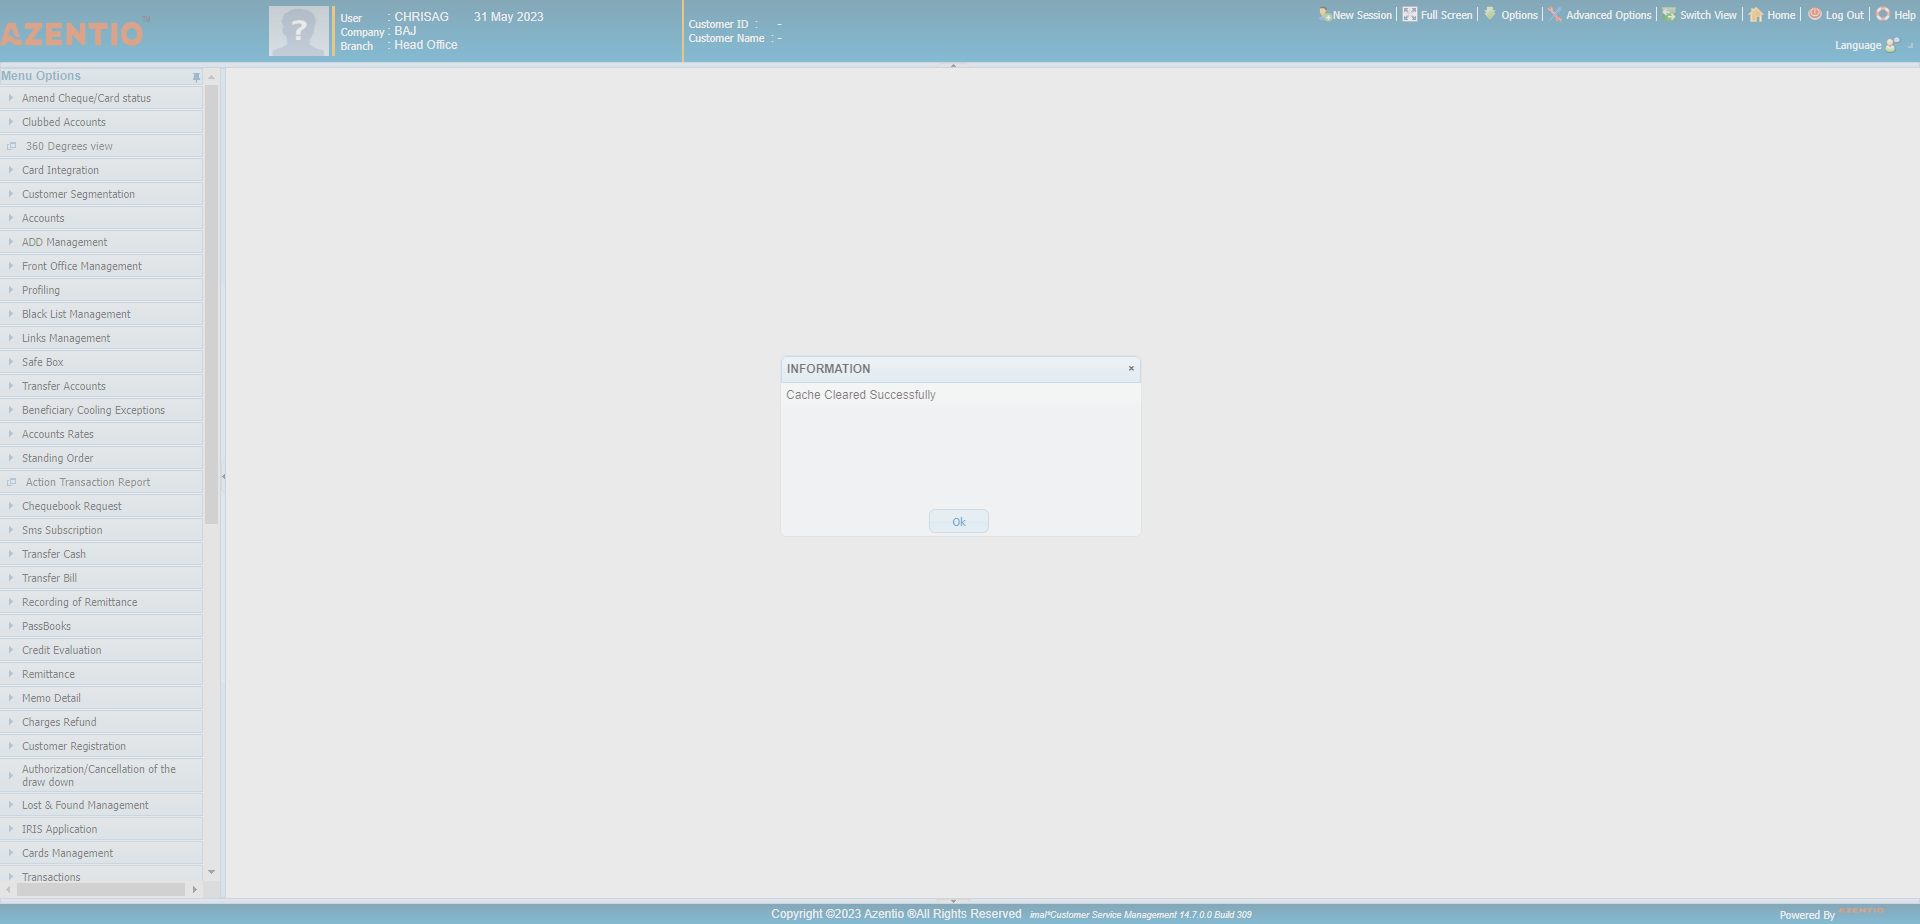 AZENTIO™
User : CHRISAG 31 May 2023
Company : BAJ
Branch : Head Office
Customer ID : -
Customer Name : -
New Session Full Screen Options Advanced Options Switch View Home Log Out Help
Language
Menu Options
Amend Cheque/Card status
Clubbed Accounts
360 Degrees view
Card Integration
Customer Segmentation
Accounts
ADD Management
Front Office Management
Profiling
Black List Management
Links Management
Safe Box
Transfer Accounts
Beneficiary Cooling Exceptions
Accounts Rates
Standing Order
Action Transaction Report
Chequebook Request
Sms Subscription
Transfer Cash
Transfer Bill
Recording of Remittance
PassBooks
Credit Evaluation
Remittance
Memo Detail
Charges Refund
Customer Registration
Authorization/Cancellation of the
draw down
Lost & Found Management
IRIS Application
Cards Management
Transactions
INFORMATION
Cache Cleared Successfully
Ok
Copyright ©2023 Azentio ®All Rights Reserved imal®Customer Service Management 14.7.0.0 Build 309
Powered By AZENTIO